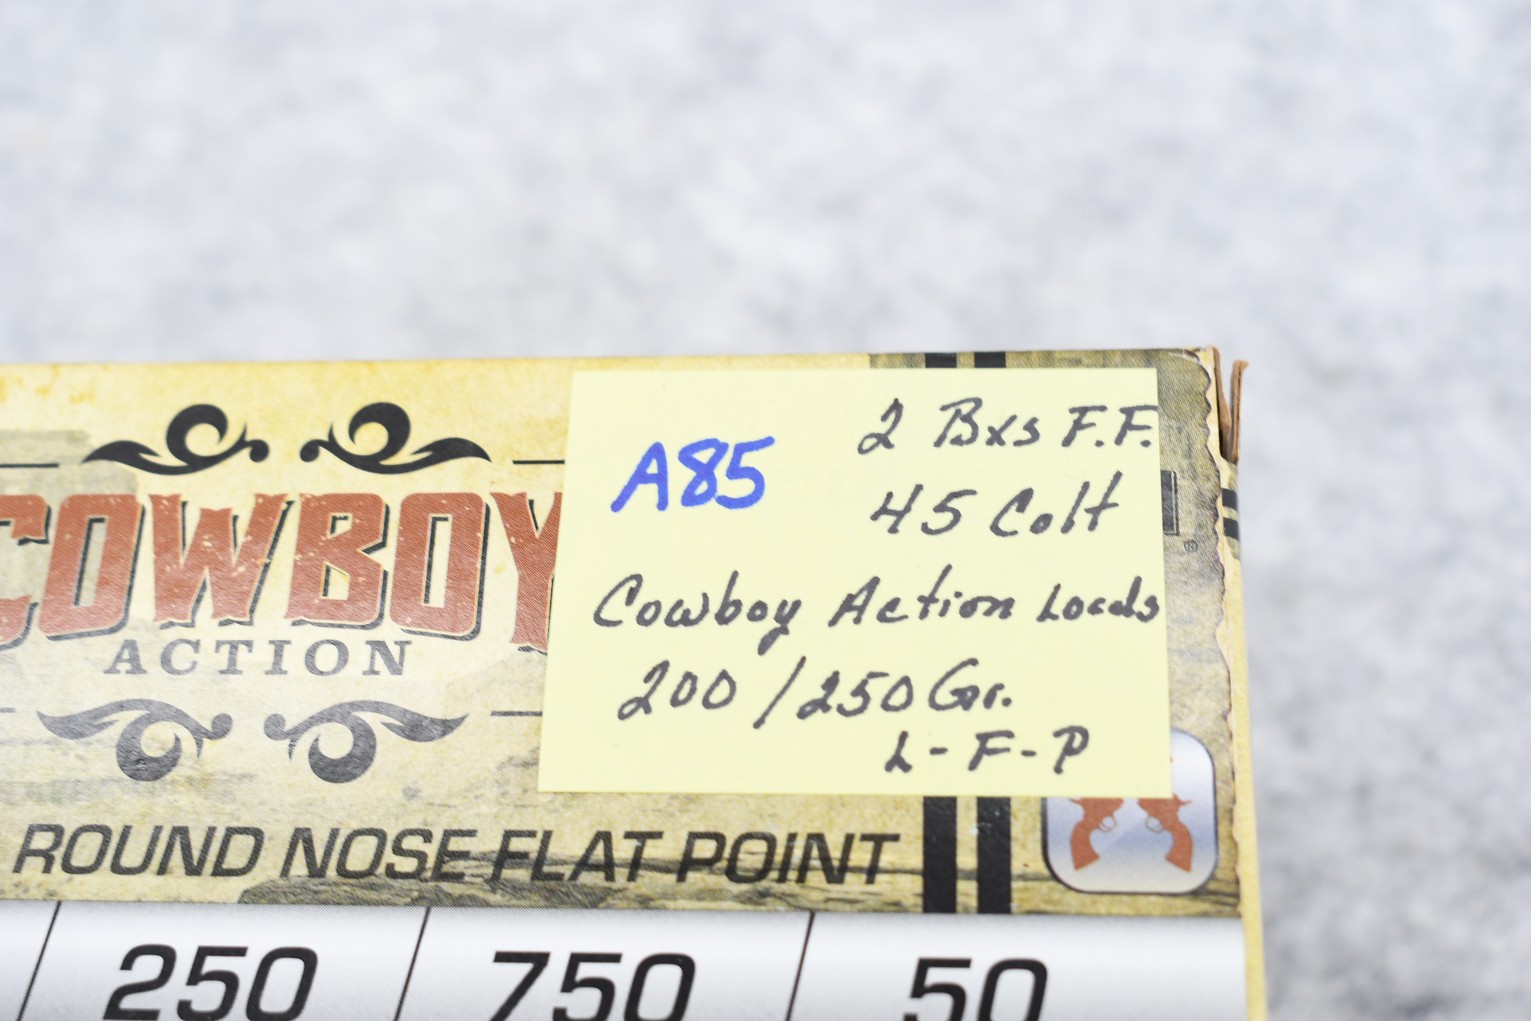 COWBOY
ACTION
ROUND NOSE FLAT POINT
250 750 50
A85
2 Bxs F.F.
45 Colt
Cowboy Action Loads
200 / 250 Gr.
L-F-P
®